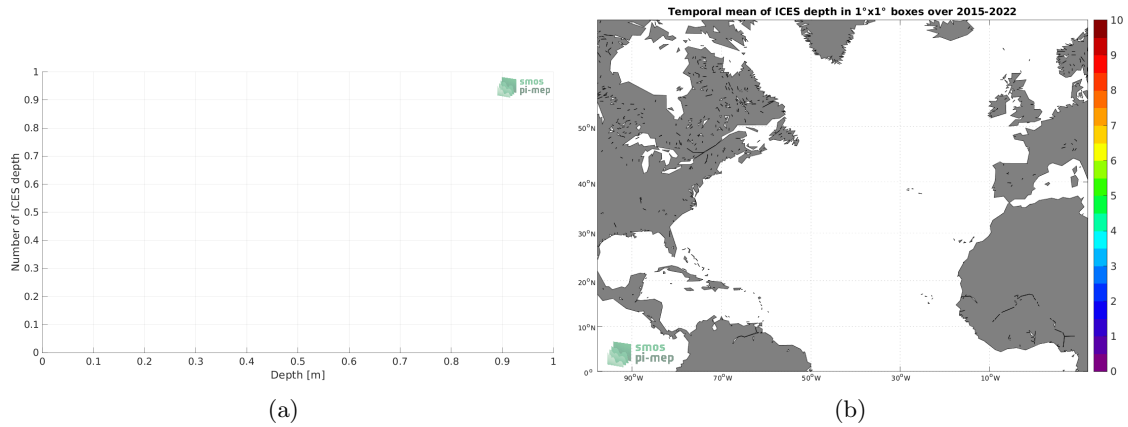 Temporal mean of ICES depth in 1°x1° boxes over 2015-2022
smos
pi-mep
Number of ICES depth
1
0.9
0.8
0.7
0.6
0.5
0.4
0.3
0.2
0.1
0
0 0.1 0.2 0.3 0.4 0.5 0.6 0.7 0.8 0.9 1
Depth [m]
(a)
50°N
40°N
30°N
20°N
10°N
0°
90°W 70°W 50°W 30°W 10°W
smos
pi-mep
10
9
8
7
6
5
4
3
2
1
0
(b)